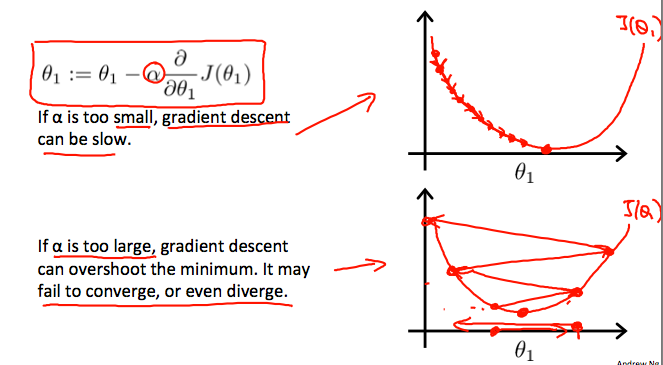 θ₁ := θ₁ − α ∂/∂θ₁ J(θ₁)
If α is too small, gradient descent
can be slow.
J(θ₁)
θ₁
If α is too large, gradient descent
can overshoot the minimum. It may
fail to converge, or even diverge.
J(θ₁)
θ₁
Andrew Ng